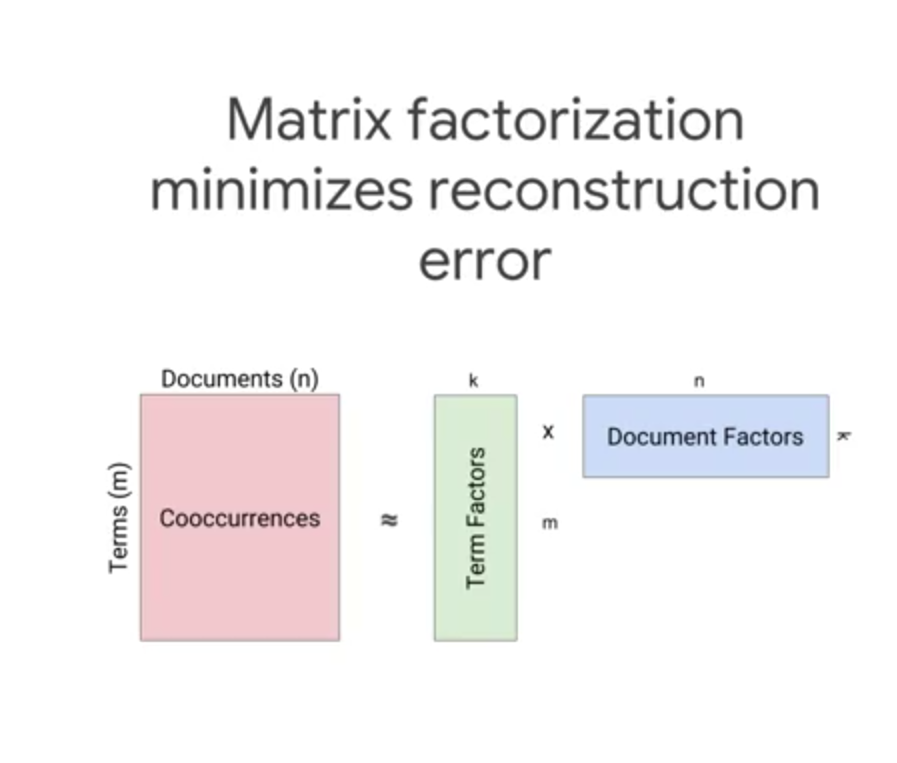 Matrix factorization
minimizes reconstruction
error
Documents (n)
Terms (m)
Cooccurrences
≈
k
Term Factors
x
m
n
Document Factors
k